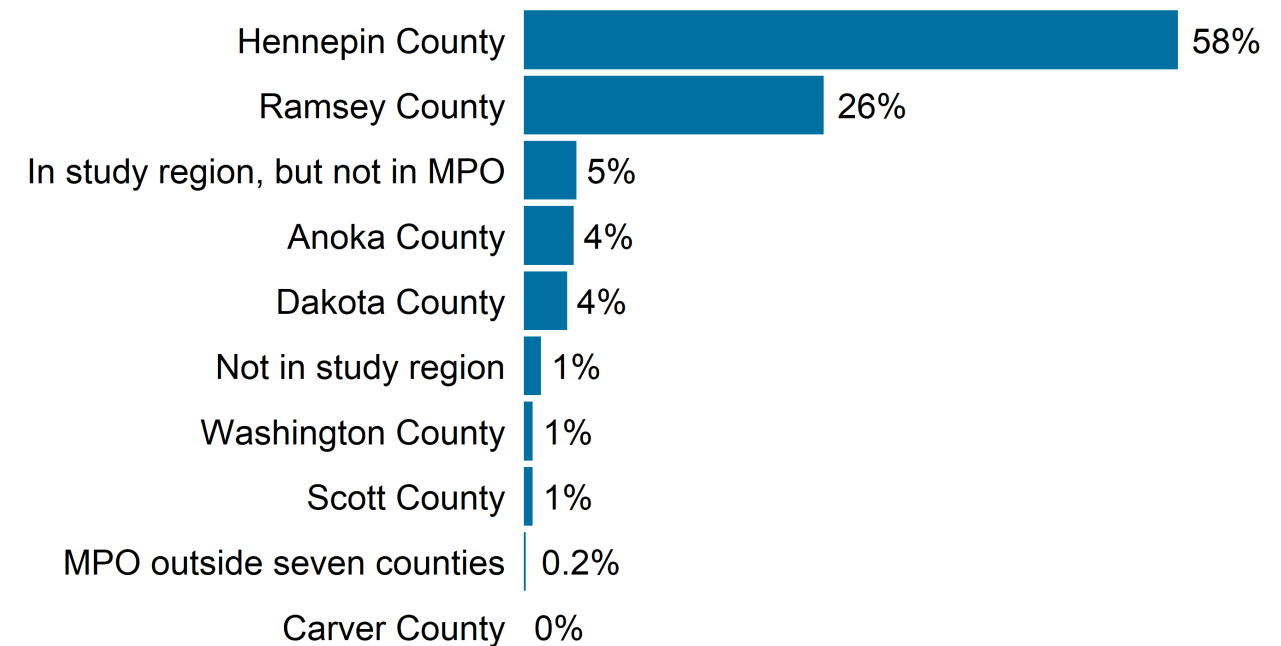 Hennepin County 58%
Ramsey County 26%
In study region, but not in MPO 5%
Anoka County 4%
Dakota County 4%
Not in study region 1%
Washington County 1%
Scott County 1%
MPO outside seven counties 0.2%
Carver County 0%